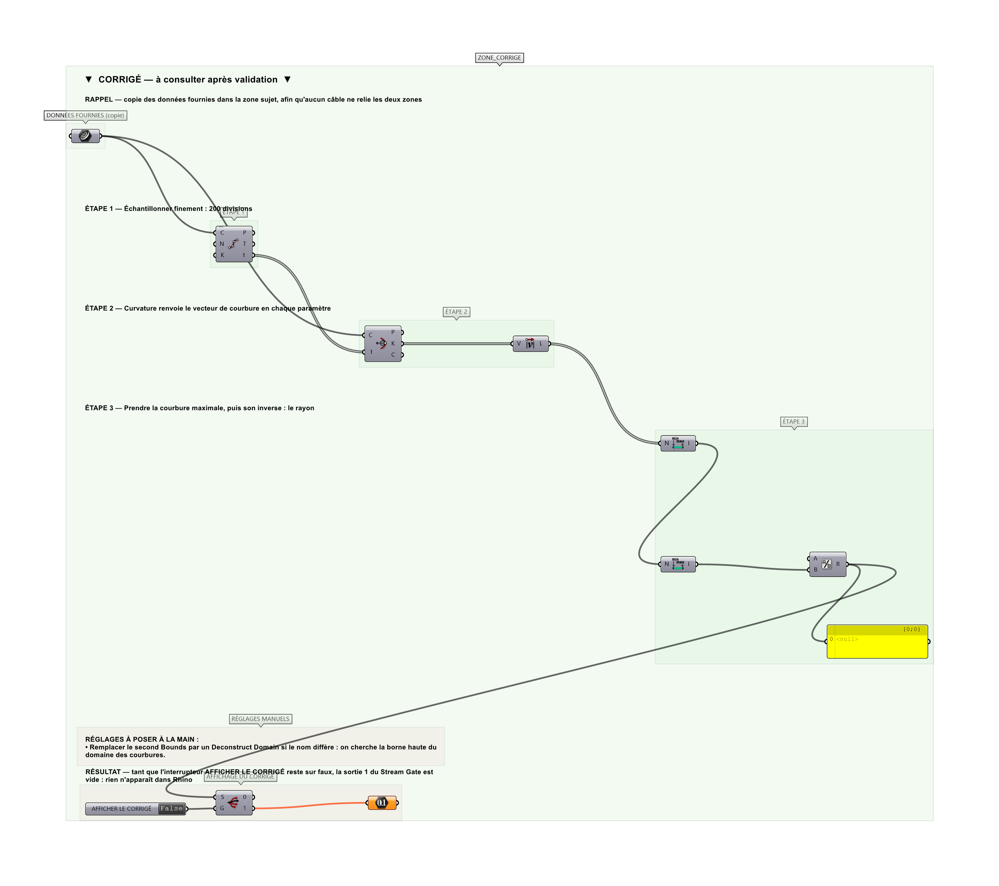 ZONE_CORRIGE
▼ CORRIGÉ — à consulter après validation ▼
RAPPEL — copie des données fournies dans la zone sujet, afin qu'aucun câble ne relie les deux zones
DONNÉES FOURNIES (copie)
ÉTAPE 1 — Échantillonner finement : 200 divisions
ÉTAPE 1
C P
N T
K t
ÉTAPE 2 — Curvature renvoie le vecteur de courbure en chaque paramètre
ÉTAPE 2
P
C
K
t
C
V |v| L
ÉTAPE 3 — Prendre la courbure maximale, puis son inverse : le rayon
ÉTAPE 3
min
max
N I
min
max
N I
A
A/B R
B
{0;0}
0 <null>
RÉGLAGES MANUELS
RÉGLAGES À POSER À LA MAIN :
• Remplacer le second Bounds par un Deconstruct Domain si le nom diffère : on cherche la borne haute du
domaine des courbures.
RÉSULTAT — tant que l'interrupteur AFFICHER LE CORRIGÉ reste sur faux, la sortie 1 du Stream Gate est
vide : rien n'apparaît dans Rhino
AFFICHAGE DU CORRIGÉ
S 0
G 1
AFFICHER LE CORRIGÉ False
0.1